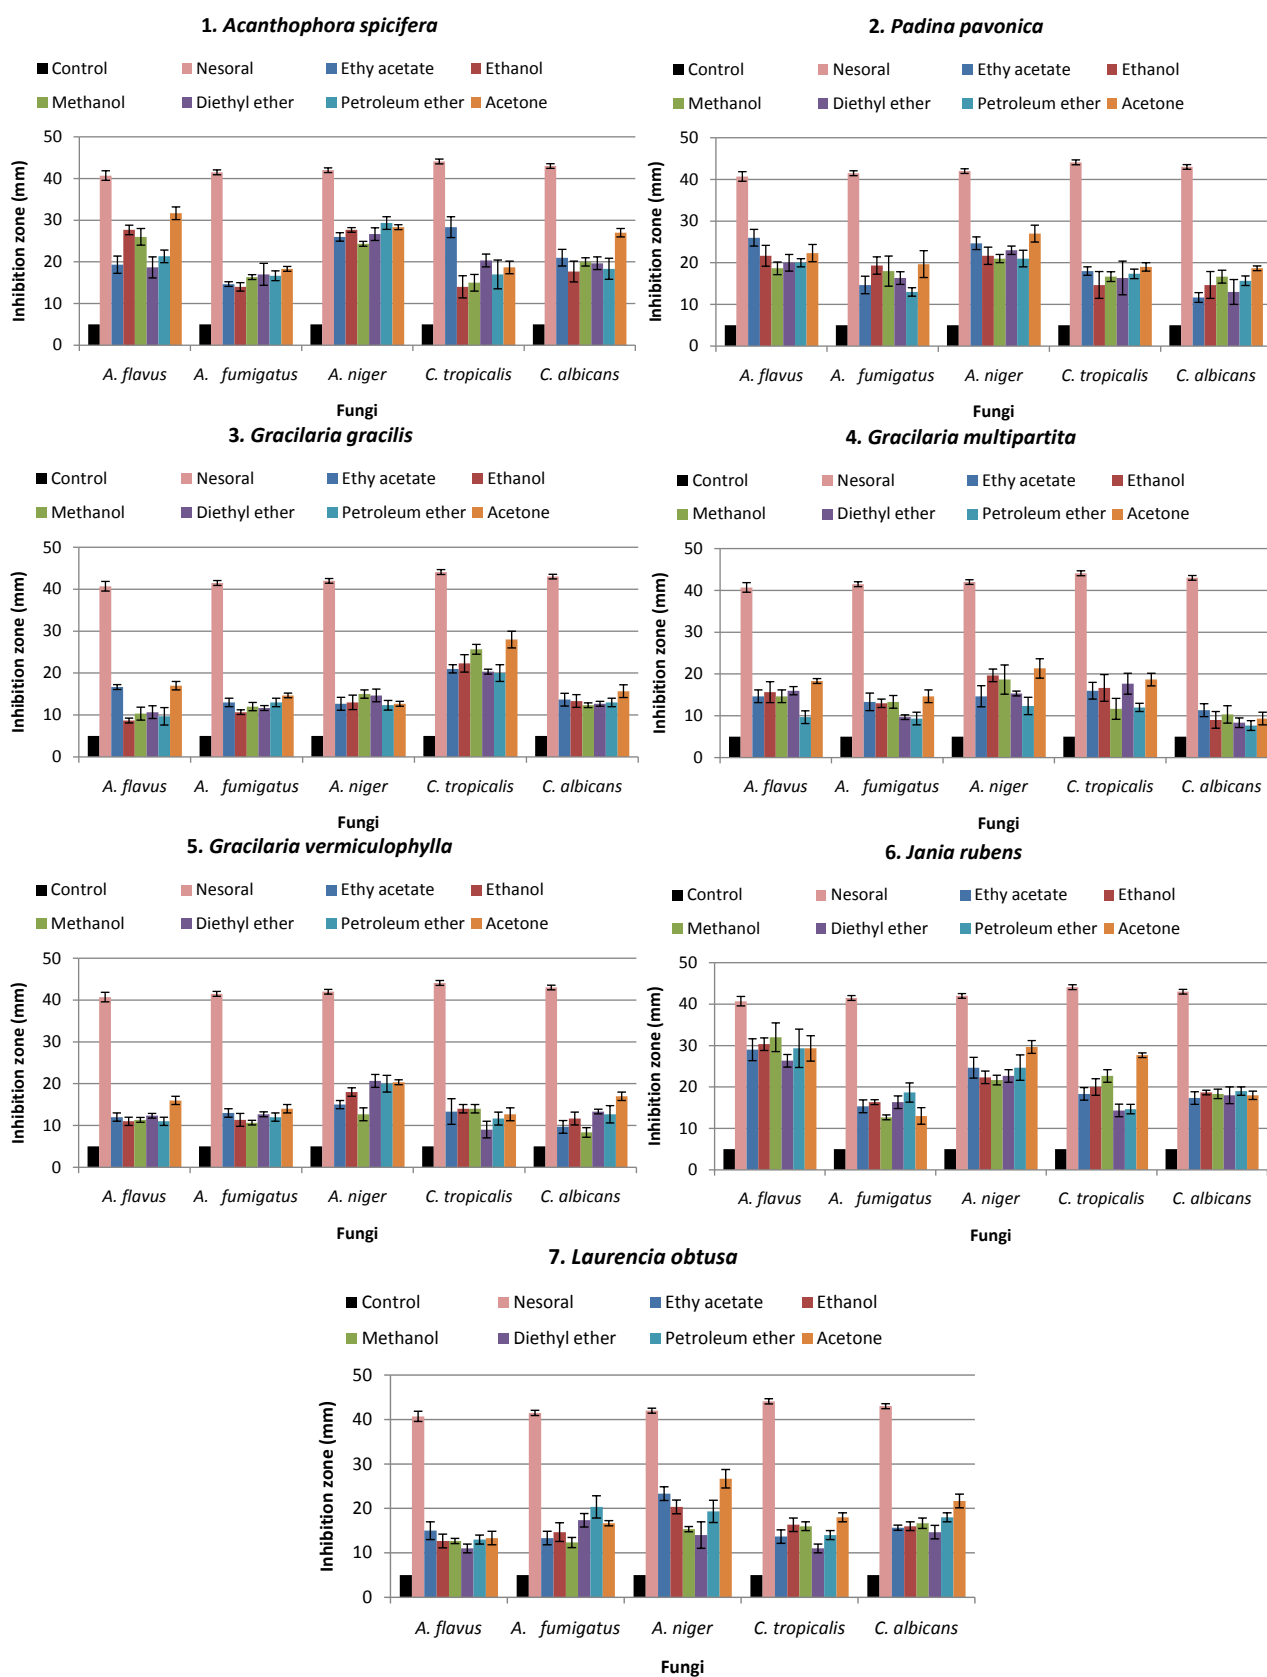 1. Acanthophora spicifera
Control Nesoral Ethy acetate Ethanol
Methanol Diethyl ether Petroleum ether Acetone
Inhibition zone (mm)
50
40
30
20
10
0
A. flavus A. fumigatus A. niger C. tropicalis C. albicans
Fungi
2. Padina pavonica
Control Nesoral Ethy acetate Ethanol
Methanol Diethyl ether Petroleum ether Acetone
Inhibition zone (mm)
50
40
30
20
10
0
A. flavus A. fumigatus A. niger C. tropicalis C. albicans
Fungi
3. Gracilaria gracilis
Control Nesoral Ethy acetate Ethanol
Methanol Diethyl ether Petroleum ether Acetone
Inhibition zone (mm)
50
40
30
20
10
0
A. flavus A. fumigatus A. niger C. tropicalis C. albicans
Fungi
4. Gracilaria multipartita
Control Nesoral Ethy acetate Ethanol
Methanol Diethyl ether Petroleum ether Acetone
Inhibition zone (mm)
50
40
30
20
10
0
A. flavus A. fumigatus A. niger C. tropicalis C. albicans
Fungi
5. Gracilaria vermiculophylla
Control Nesoral Ethy acetate Ethanol
Methanol Diethyl ether Petroleum ether Acetone
Inhibition zone (mm)
50
40
30
20
10
0
A. flavus A. fumigatus A. niger C. tropicalis C. albicans
Fungi
6. Jania rubens
Control Nesoral Ethy acetate Ethanol
Methanol Diethyl ether Petroleum ether Acetone
Inhibition zone (mm)
50
40
30
20
10
0
A. flavus A. fumigatus A. niger C. tropicalis C. albicans
Fungi
7. Laurencia obtusa
Control Nesoral Ethy acetate Ethanol
Methanol Diethyl ether Petroleum ether Acetone
Inhibition zone (mm)
50
40
30
20
10
0
A. flavus A. fumigatus A. niger C. tropicalis C. albicans
Fungi